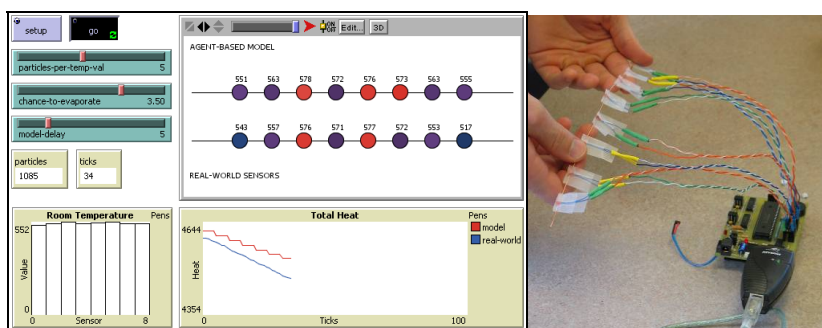 setup
go
particles-per-temp-val 5
chance-to-evaporate 3.50
model-delay 5
particles
1085
ticks
34
ON
OFF
Edit...
3D
AGENT-BASED MODEL
551 563 578 572 576 573 563 555
543 557 576 571 577 572 553 517
REAL-WORLD SENSORS
Room Temperature Pens
552
Value
0
0 Sensor 8
Total Heat
Pens
model
real-world
4644
Heat
4354
0 Ticks 100